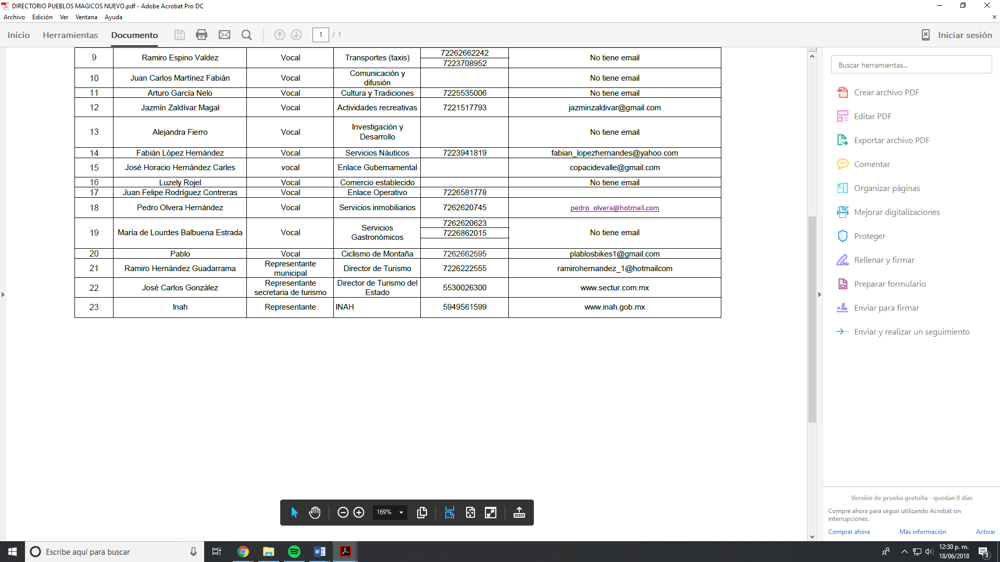 DIRECTORIO PUEBLOS MAGICOS NUEVO.pdf - Adobe Acrobat Pro DC
Archivo Edición Ver Ventana Ayuda
Inicio Herramientas Documento 1 / 1 Iniciar sesión
9 Ramiro Espino Valdez Vocal Transportes (taxis) 72262662242 7223708952 No tiene email
10 Juan Carlos Martínez Fabián Vocal Comunicación y difusión No tiene email
11 Arturo García Nelo Vocal Cultura y Tradiciones 7225535006 No tiene email
12 Jazmín Zaldívar Magal Vocal Actividades recreativas 7221517793 jazminzaldivar@gmail.com
13 Alejandra Fierro Vocal Investigación y Desarrollo No tiene email
14 Fabián López Hernández Vocal Servicios Náuticos 7223941819 fabian_lopezhernandes@yahoo.com
15 José Horacio Hernández Carles vocal Enlace Gubernamental copacidevalle@gmail.com
16 Luzely Rojel Vocal Comercio establecido No tiene email
17 Juan Felipe Rodríguez Contreras Vocal Enlace Operativo 7226581778
18 Pedro Olvera Hernández Vocal Servicios inmobiliarios 7262620745 pedro_olvera@hotmail.com
19 María de Lourdes Balbuena Estrada Vocal Servicios Gastronómicos 7262620623 7226862015 No tiene email
20 Pablo Vocal Ciclismo de Montaña 7262662595 plablosbikes1@gmail.com
21 Ramiro Hernández Guadarrama Representante municipal Director de Turismo 7226222555 ramirohernandez_1@hotmailcom
22 José Carlos González Representante secretaria de turismo Director de Turismo del Estado 5530026300 www.sectur.com.mx
23 Inah Representante INAH 5949561599 www.inah.gob.mx
Buscar herramientas...
Crear archivo PDF
Editar PDF
Exportar archivo PDF
Comentar
Organizar páginas
Mejorar digitalizaciones
Proteger
Rellenar y firmar
Preparar formulario
Enviar para firmar
Enviar y realizar un seguimiento
Versión de prueba gratuita - quedan 0 días
Compre ahora para seguir utilizando Acrobat sin
interrupciones.
Comprar ahora Más información Activar
169%
Escribe aquí para buscar
12:30 p. m.
18/06/2018
3